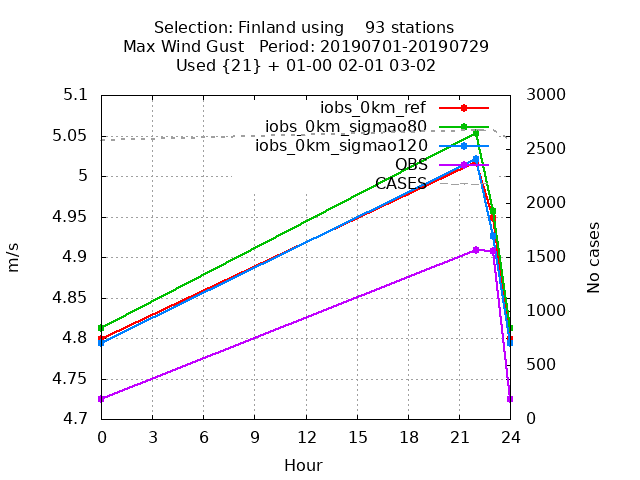 Selection: Finland using    93 stations
Max Wind Gust   Period: 20190701-20190729
Used {21} + 01-00 02-01 03-02
5.1
5.05
5
4.95
4.9
4.85
4.8
4.75
4.7
m/s
iobs_0km_ref
iobs_0km_sigmao80
iobs_0km_sigmao120
OBS
CASES
3000
2500
2000
1500
1000
500
0
No cases
0 3 6 9 12 15 18 21 24
Hour